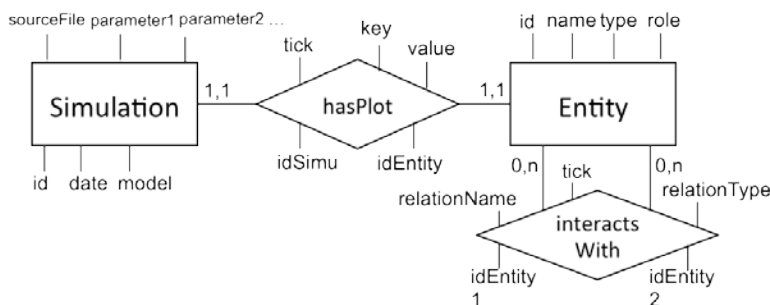 sourceFile parameter1 parameter2 ...
id name type role
key
tick
value
Simulation
1,1
hasPlot
1,1
Entity
idSimu
idEntity
id date model
0,n
0,n
tick
relationName
relationType
interacts
With
idEntity
1
idEntity
2